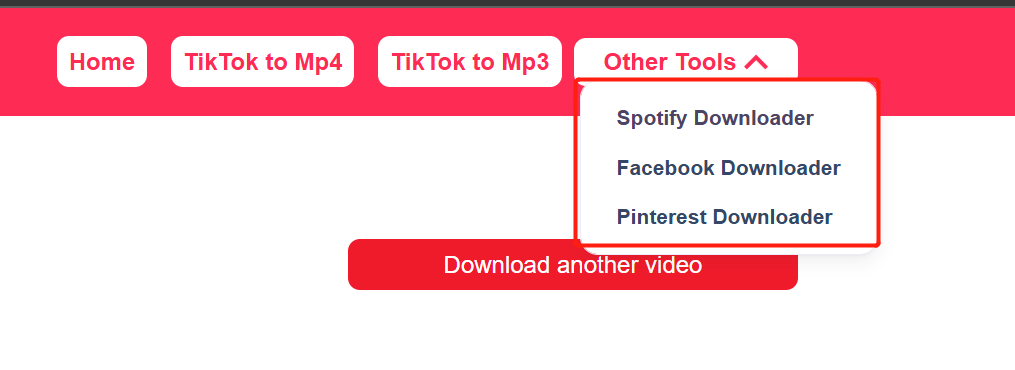 Home TikTok to Mp4 TikTok to Mp3 Other Tools
Spotify Downloader
Facebook Downloader
Pinterest Downloader
Download another video